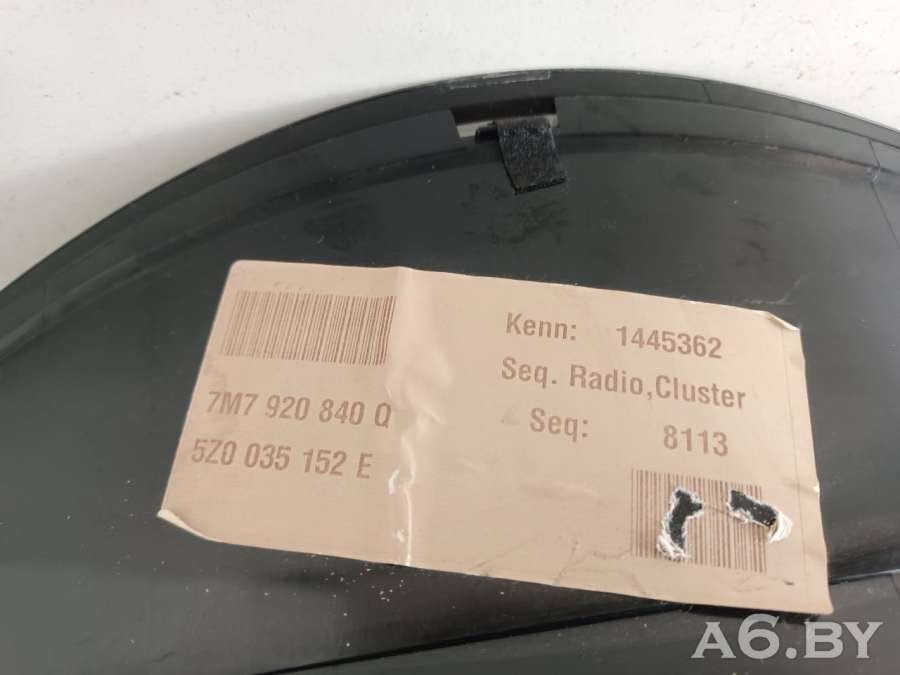 Kenn: 1445362
Seq. Radio,Cluster
Seq: 8113
7M7 920 840 Q
5Z0 035 152 E
A6.BY